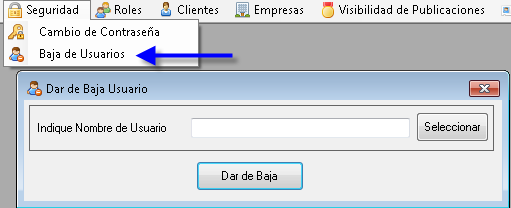 Seguridad Roles Clientes Empresas Visibilidad de Publicaciones
Cambio de Contraseña
Baja de Usuarios
Dar de Baja Usuario
Indique Nombre de Usuario Seleccionar
Dar de Baja